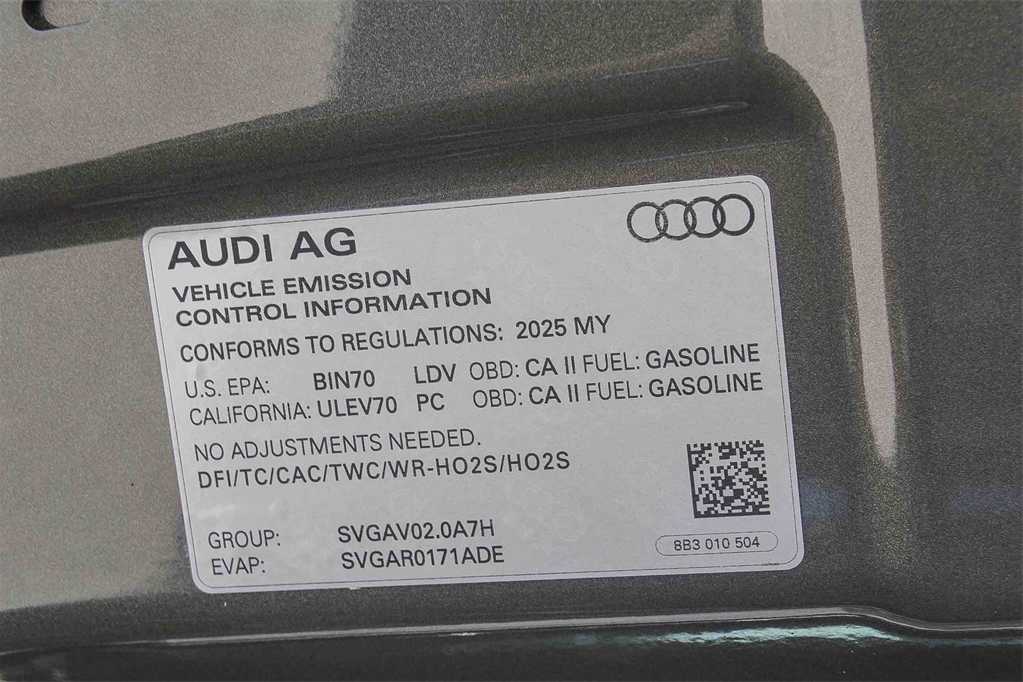 AUDI AG
VEHICLE EMISSION
CONTROL INFORMATION
CONFORMS TO REGULATIONS: 2025 MY
U.S. EPA: BIN70 LDV OBD: CA II FUEL: GASOLINE
CALIFORNIA: ULEV70 PC OBD: CA II FUEL: GASOLINE
NO ADJUSTMENTS NEEDED.
DFI/TC/CAC/TWC/WR-HO2S/HO2S
GROUP: SVGAV02.0A7H
EVAP: SVGAR0171ADE
8B3 010 504